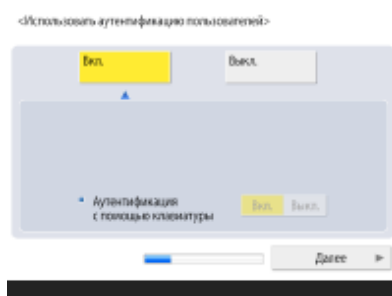 <Использовать аутентификацию пользователей>
Вкл.
Выкл.
Аутентификация
с помощью клавиатуры
Вкл.
Выкл.
Далее